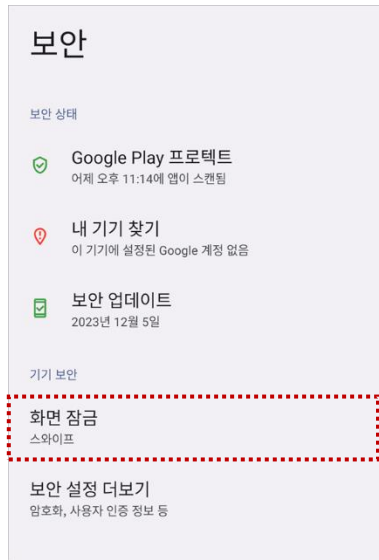 보안
보안 상태
Google Play 프로텍트
어제 오후 11:14에 앱이 스캔됨
내 기기 찾기
이 기기에 설정된 Google 계정 없음
보안 업데이트
2023년 12월 5일
기기 보안
화면 잠금
스와이프
보안 설정 더보기
암호화, 사용자 인증 정보 등